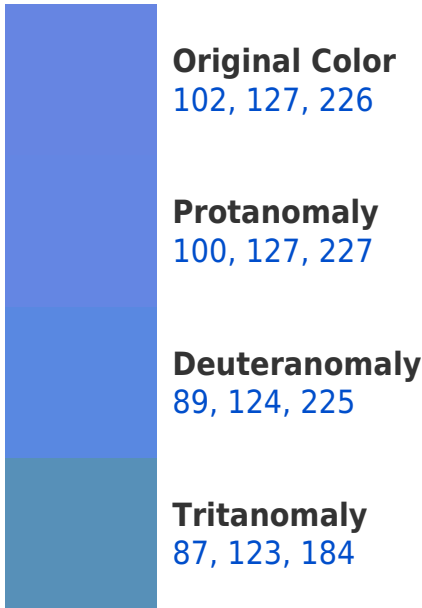 Original Color
102, 127, 226
Protanomaly
100, 127, 227
Deuteranomaly
89, 124, 225
Tritanomaly
87, 123, 184